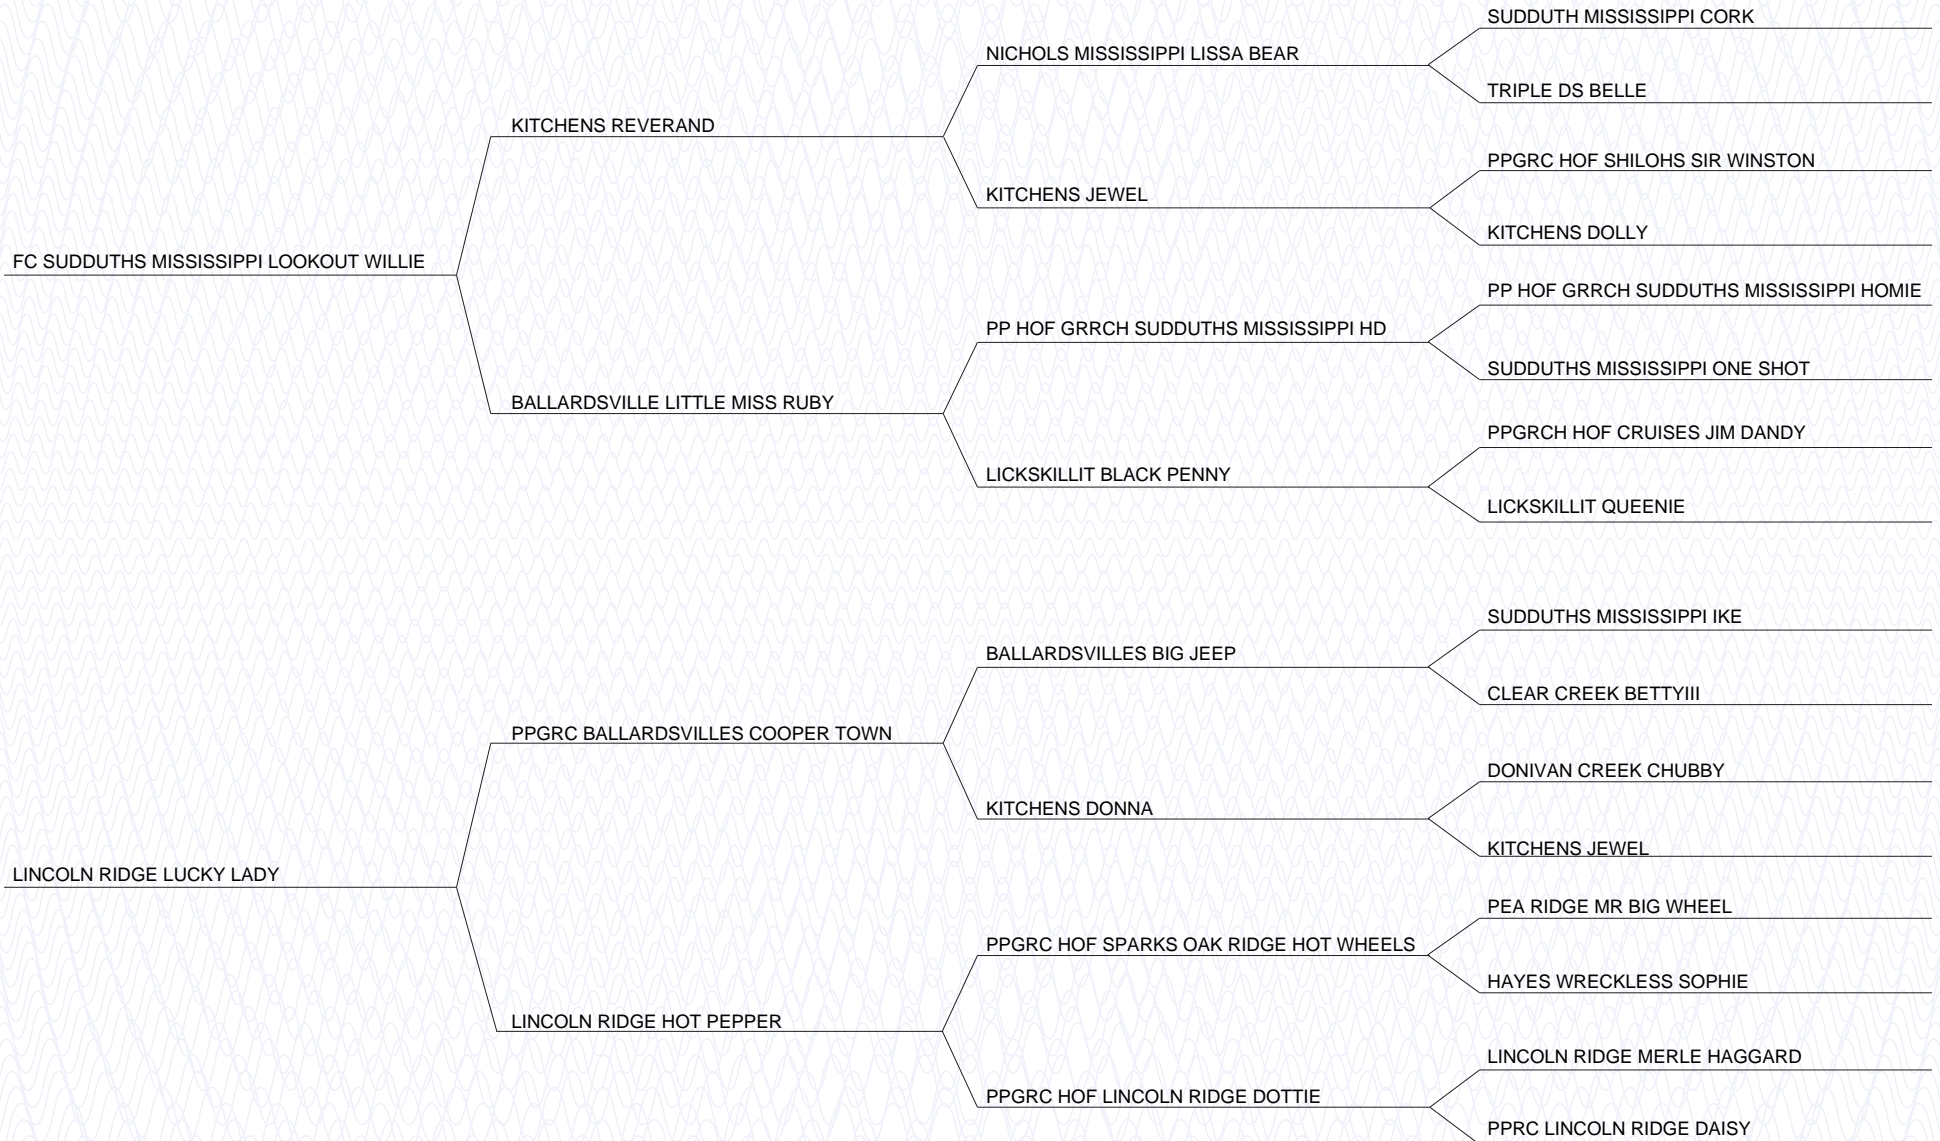 SUDDUTH MISSISSIPPI CORK
NICHOLS MISSISSIPPI LISSA BEAR
TRIPLE DS BELLE
KITCHENS REVERAND
PPGRC HOF SHILOHS SIR WINSTON
KITCHENS JEWEL
KITCHENS DOLLY
FC SUDDUTHS MISSISSIPPI LOOKOUT WILLIE
PP HOF GRRCH SUDDUTHS MISSISSIPPI HOMIE
PP HOF GRRCH SUDDUTHS MISSISSIPPI HD
SUDDUTHS MISSISSIPPI ONE SHOT
BALLARDSVILLE LITTLE MISS RUBY
PPGRCH HOF CRUISES JIM DANDY
LICKSKILLIT BLACK PENNY
LICKSKILLIT QUEENIE
SUDDUTHS MISSISSIPPI IKE
BALLARDSVILLES BIG JEEP
CLEAR CREEK BETTYIII
PPGRC BALLARDSVILLES COOPER TOWN
DONIVAN CREEK CHUBBY
KITCHENS DONNA
KITCHENS JEWEL
LINCOLN RIDGE LUCKY LADY
PEA RIDGE MR BIG WHEEL
PPGRC HOF SPARKS OAK RIDGE HOT WHEELS
HAYES WRECKLESS SOPHIE
LINCOLN RIDGE HOT PEPPER
LINCOLN RIDGE MERLE HAGGARD
PPGRC HOF LINCOLN RIDGE DOTTIE
PPRC LINCOLN RIDGE DAISY